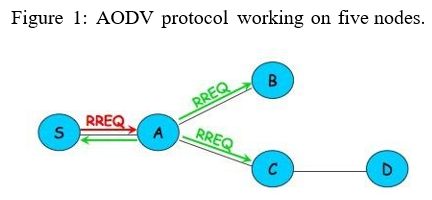 Figure 1: AODV protocol working on five nodes.
B
RREQ
S
RREQ
A
RREQ
C
D